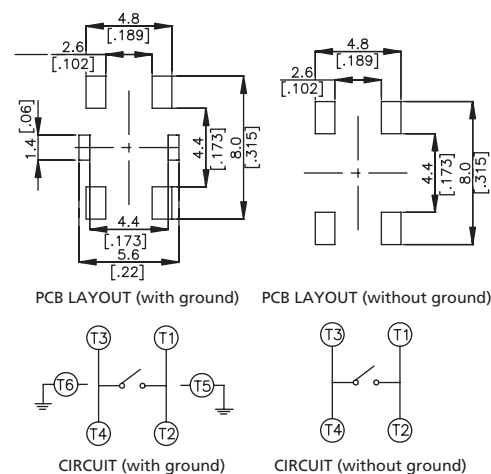 4.8
[.189]
2.6
[.102]
1.4 [.06]
4.4
[.173]
8.0
[.315]
4.4
[.173]
5.6
[.22]
PCB LAYOUT (with ground)
4.8
[.189]
2.6
[.102]
4.4
[.173]
8.0
[.315]
PCB LAYOUT (without ground)
T3 T1
T6 T5
T4 T2
CIRCUIT (with ground)
T3 T1
T4 T2
CIRCUIT (without ground)